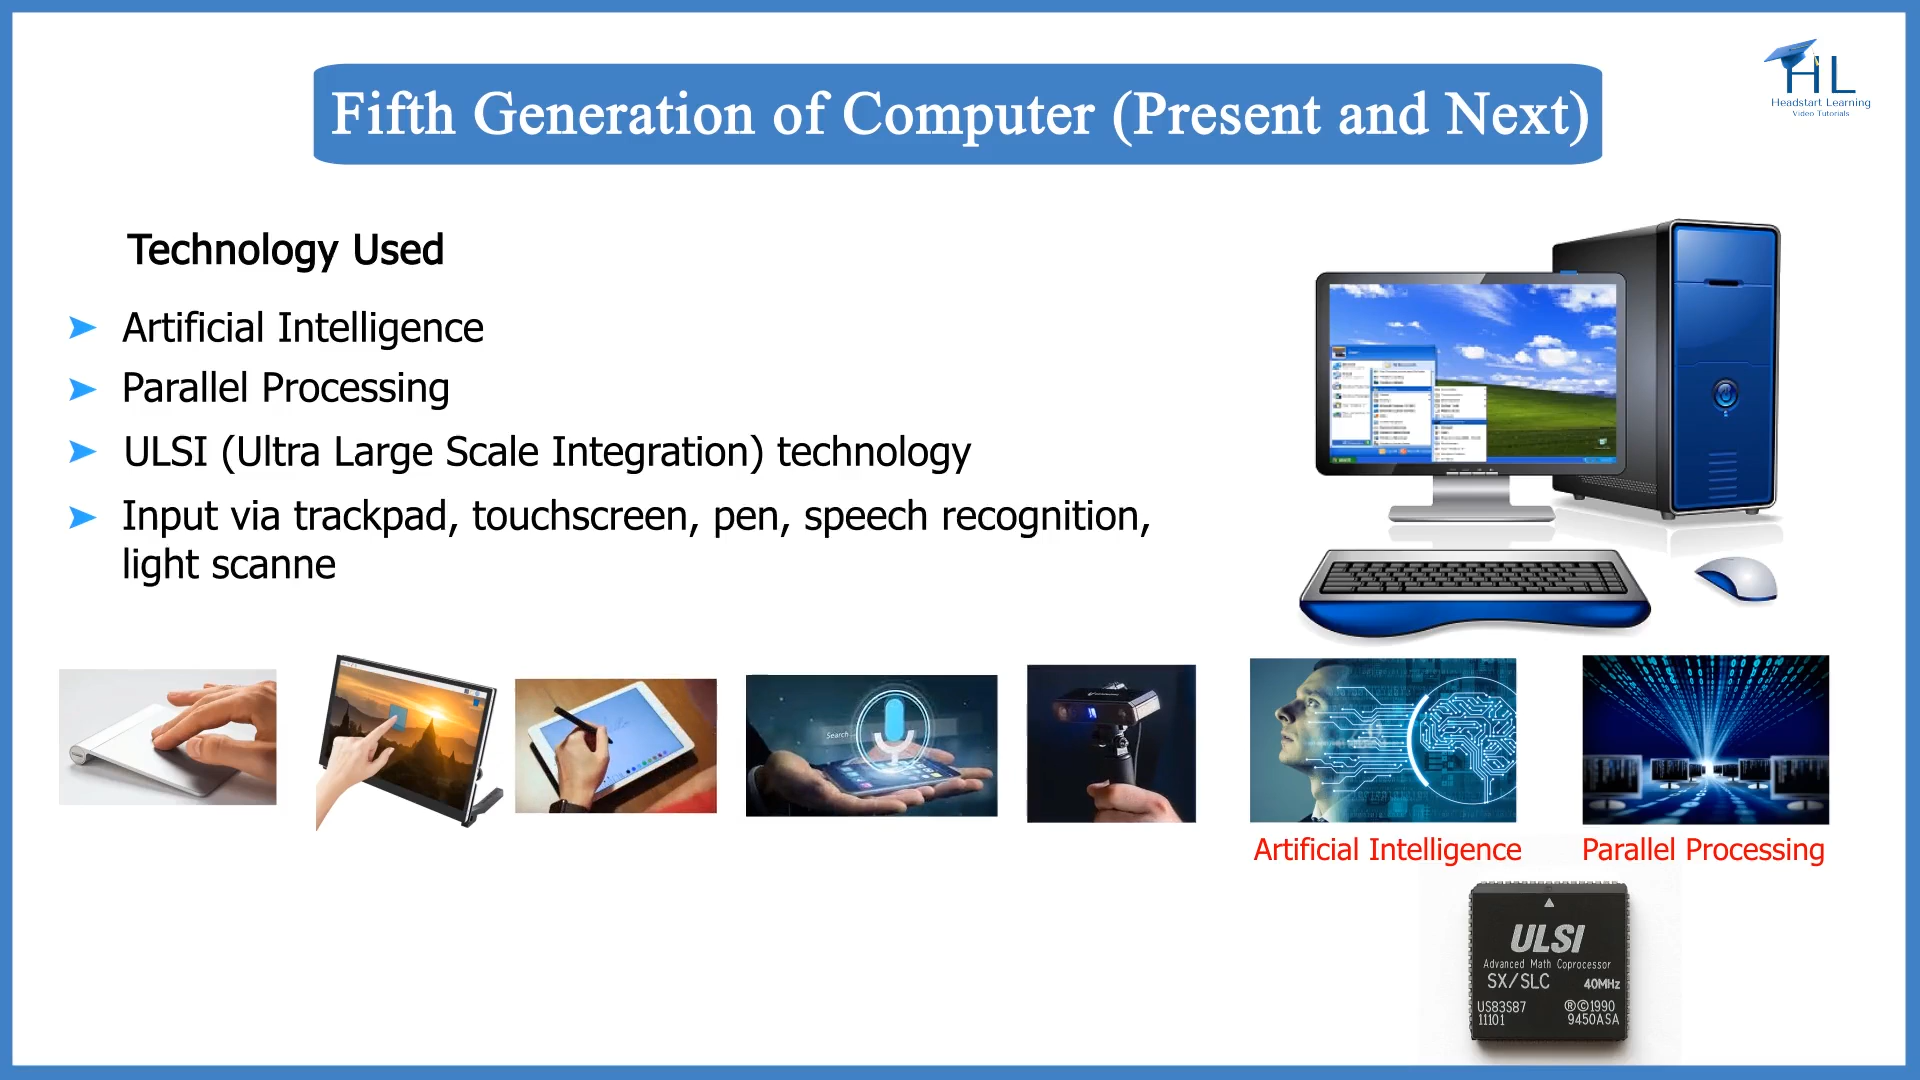 HL
Headstart Learning
Video Tutorials
Fifth Generation of Computer (Present and Next)
Technology Used
Artificial Intelligence
Parallel Processing
ULSI (Ultra Large Scale Integration) technology
Input via trackpad, touchscreen, pen, speech recognition,
light scanne
Search
Artificial Intelligence
Parallel Processing
ULSI
Advanced Math Coprocessor
SX/SLC 40MHz
US83S87 ®©1990
11101 9450ASA